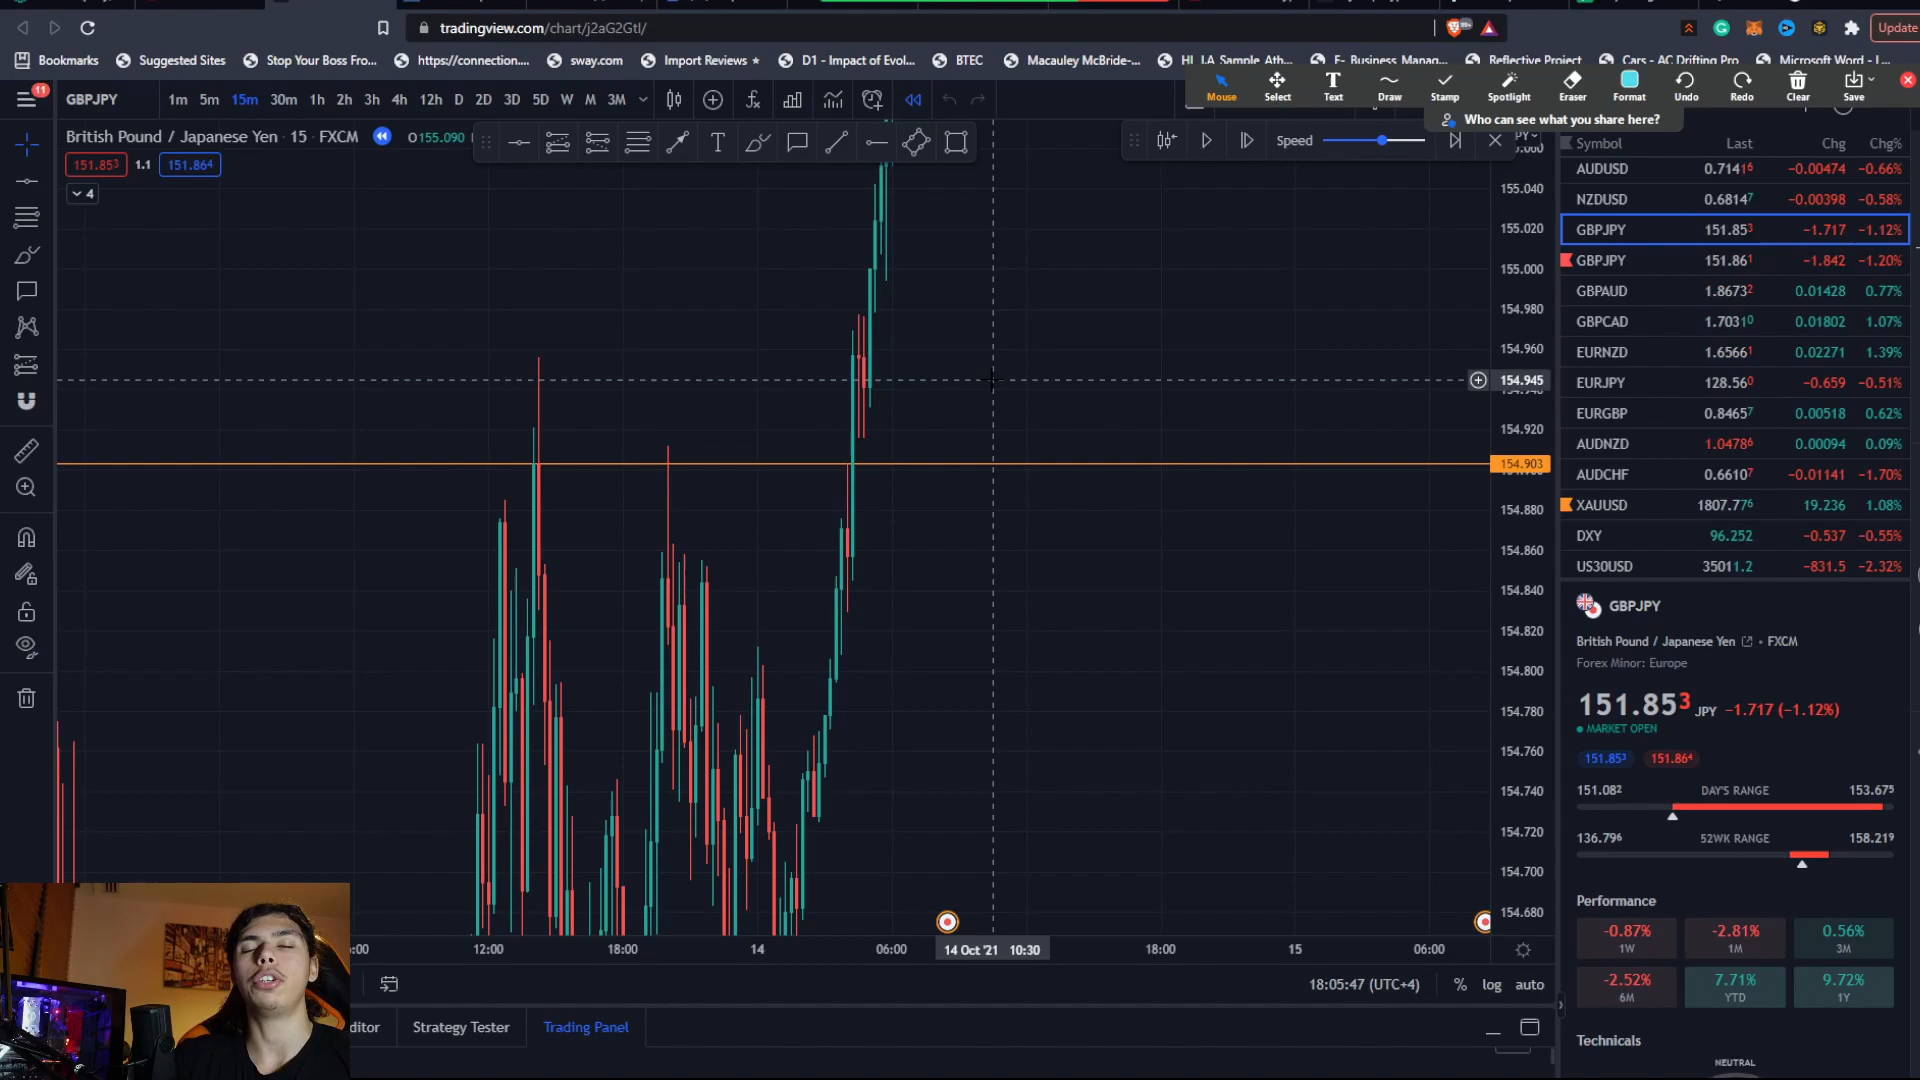 tradingview.com/chart/j2aG2Gtl/
99+
Update
Bookmarks
Suggested Sites
Stop Your Boss Fro...
https://connection....
sway.com
Import Reviews
D1 - Impact of Evol...
BTEC
Macauley McBride-...
HI, I.A. Sample, Ath...
E- Business, Manag...
Reflective Project
Cars - AC Drifting Pro
Microsoft Word - I...
Mouse
Select
Text
Draw
Stamp
Spotlight
Eraser
Format
Undo
Redo
Clear
Save
Who can see what you share here?
11
GBPJPY
1m 5m 15m 30m 1h 2h 3h 4h 12h D 2D 3D 5D W M 3M
British Pound / Japanese Yen · 15 · FXCM
O155.090
151.853
1.1
151.864
4
Speed
155.040
155.020
155.000
154.980
154.960
154.945
154.920
154.903
154.880
154.860
154.840
154.820
154.800
154.780
154.760
154.740
154.720
154.700
154.680
12:00
18:00
14
06:00
14 Oct '21 10:30
18:00
15
06:00
18:05:47 (UTC+4)
%
log
auto
Strategy Tester
Trading Panel
Symbol Last Chg Chg%
AUDUSD 0.71416 −0.00474 −0.66%
NZDUSD 0.68147 −0.00398 −0.58%
GBPJPY 151.853 −1.717 −1.12%
GBPJPY 151.861 −1.842 −1.20%
GBPAUD 1.86732 0.01428 0.77%
GBPCAD 1.70310 0.01802 1.07%
EURNZD 1.65661 0.02271 1.39%
EURJPY 128.560 −0.659 −0.51%
EURGBP 0.84657 0.00518 0.62%
AUDNZD 1.04786 0.00094 0.09%
AUDCHF 0.66107 −0.01141 −1.70%
XAUUSD 1807.776 19.236 1.08%
DXY 96.252 −0.537 −0.55%
US30USD 35011.2 −831.5 −2.32%
GBPJPY
British Pound / Japanese Yen • FXCM
Forex Minor: Europe
151.853 JPY −1.717 (−1.12%)
MARKET OPEN
151.853
151.864
151.082 DAY'S RANGE 153.675
136.796 52WK RANGE 158.219
Performance
-0.87% -2.81% 0.56%
1W 1M 3M
-2.52% 7.71% 9.72%
6M YTD 1Y
Technicals
NEUTRAL